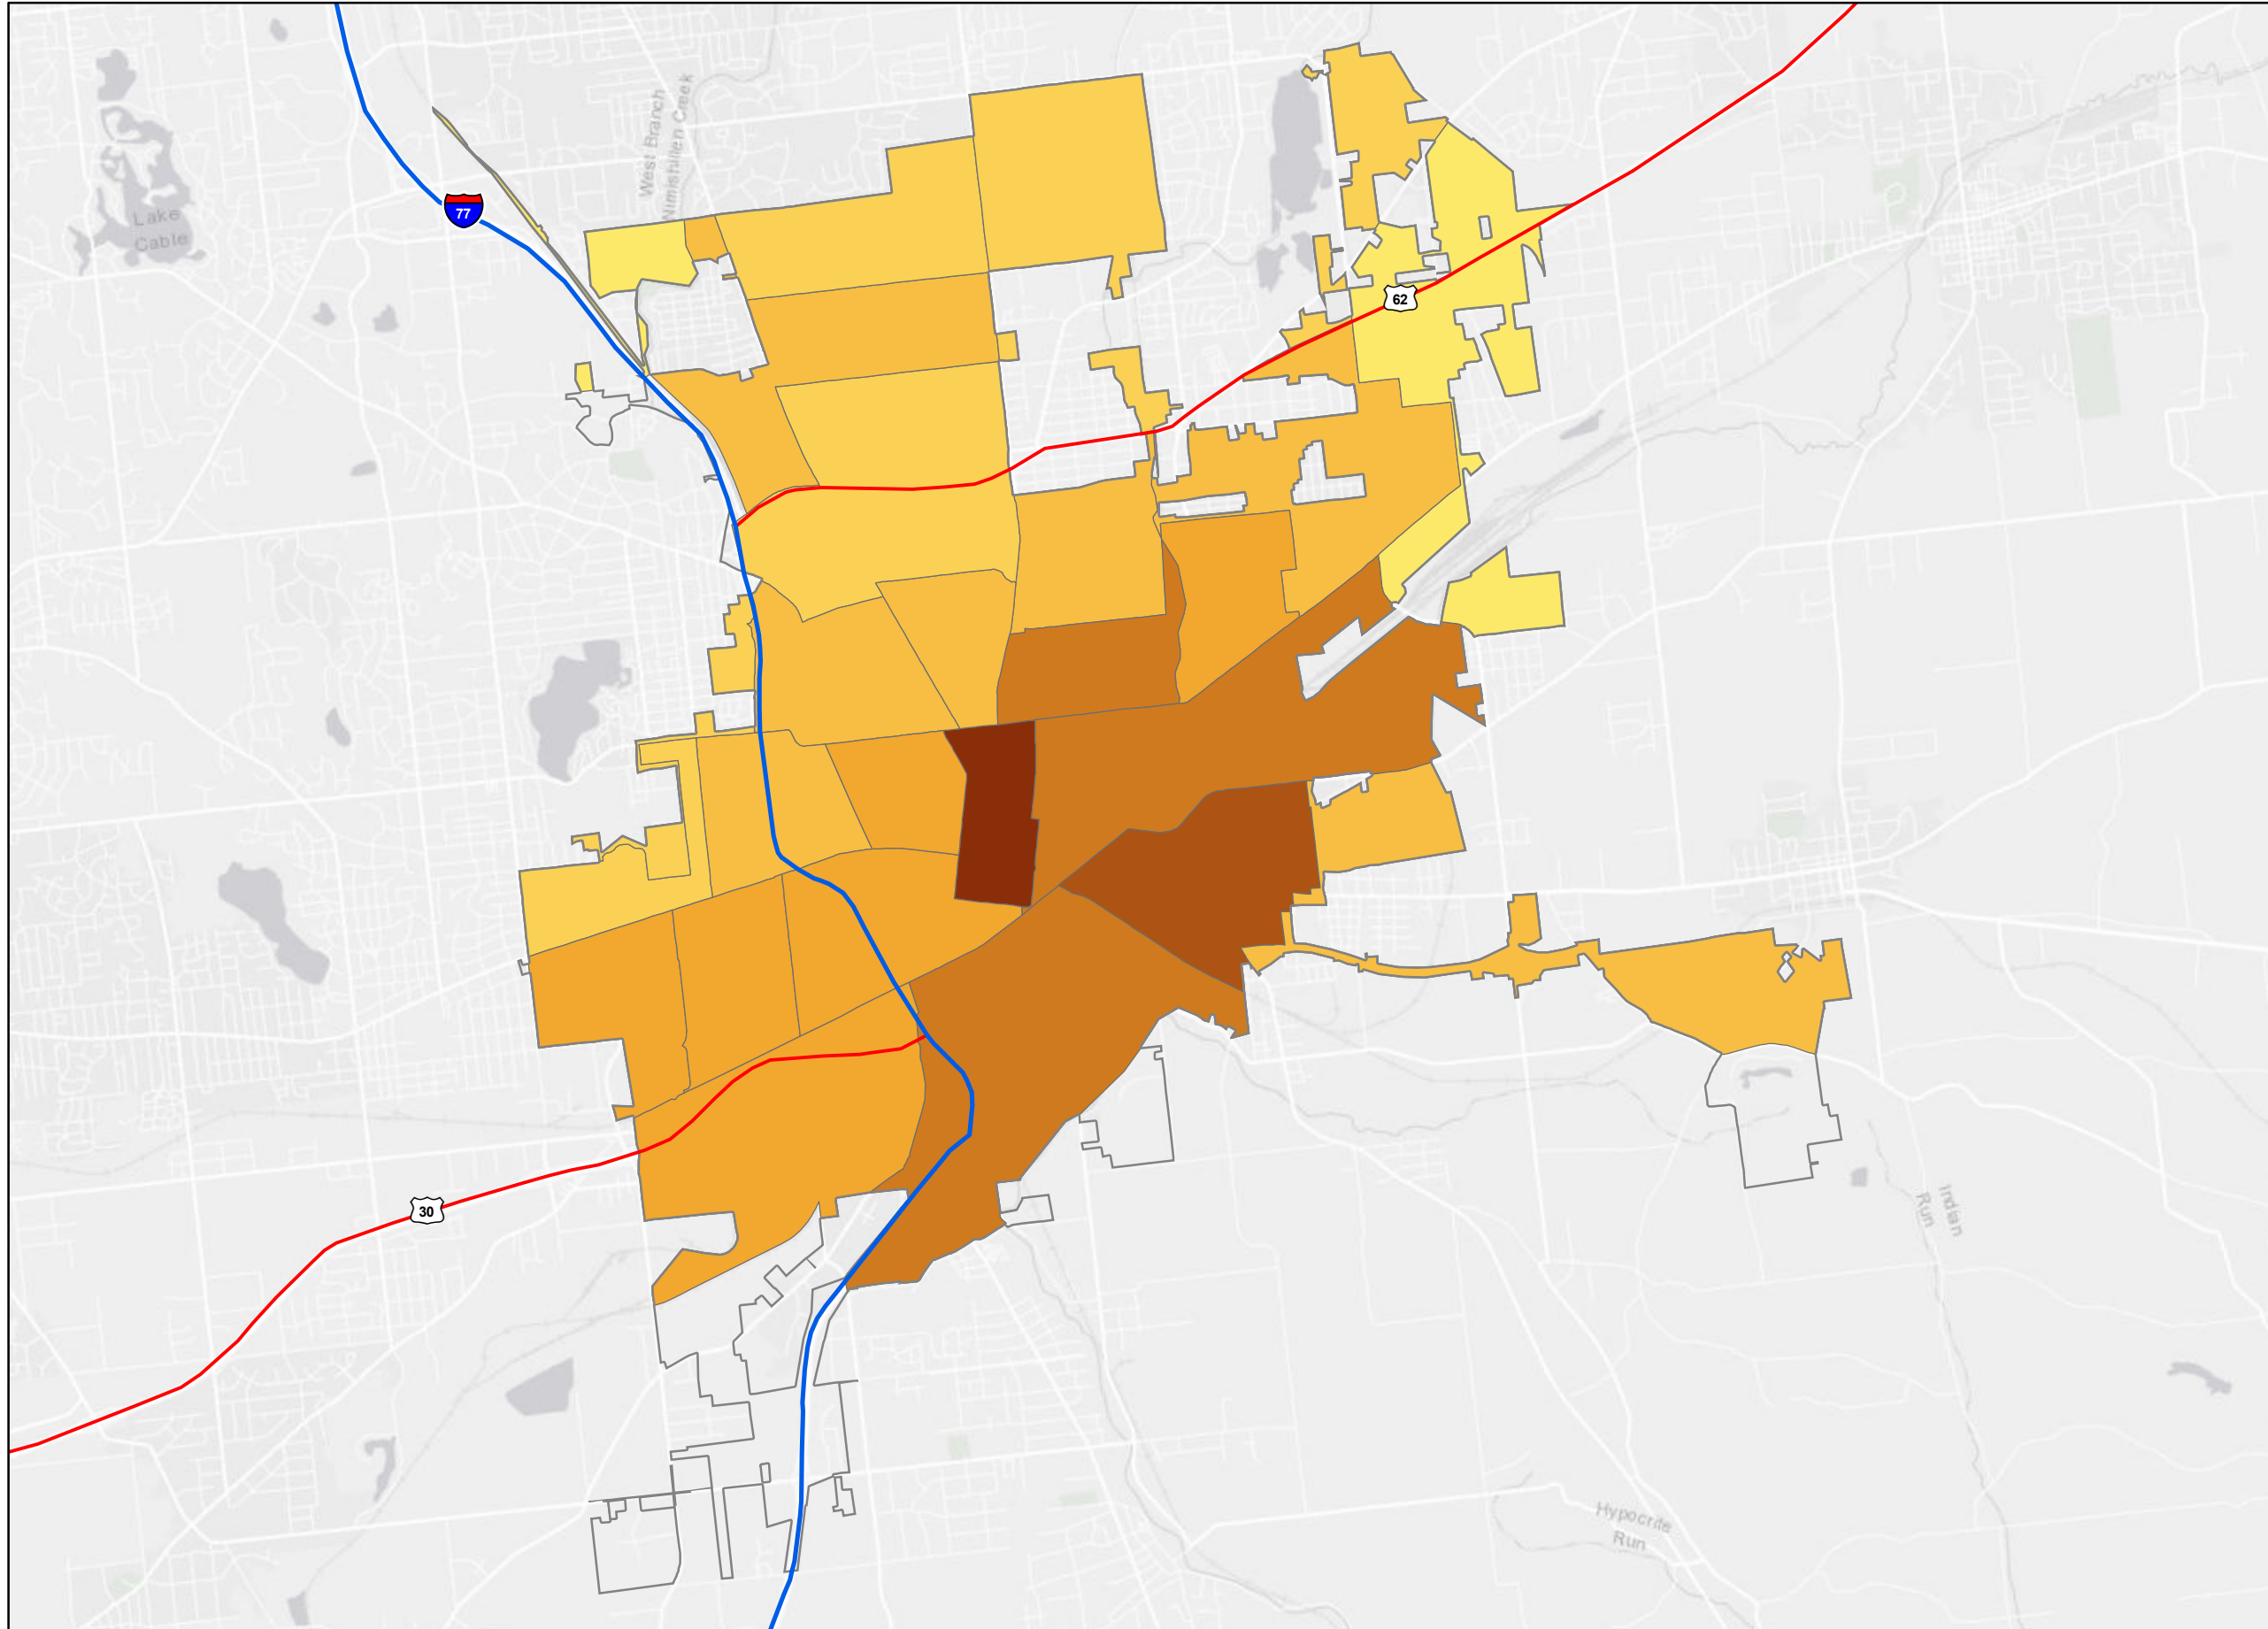 West Branch
Nimishillen Creek
77
Lake
Cable
62
30
Indian
Run
Hypocrite
Run